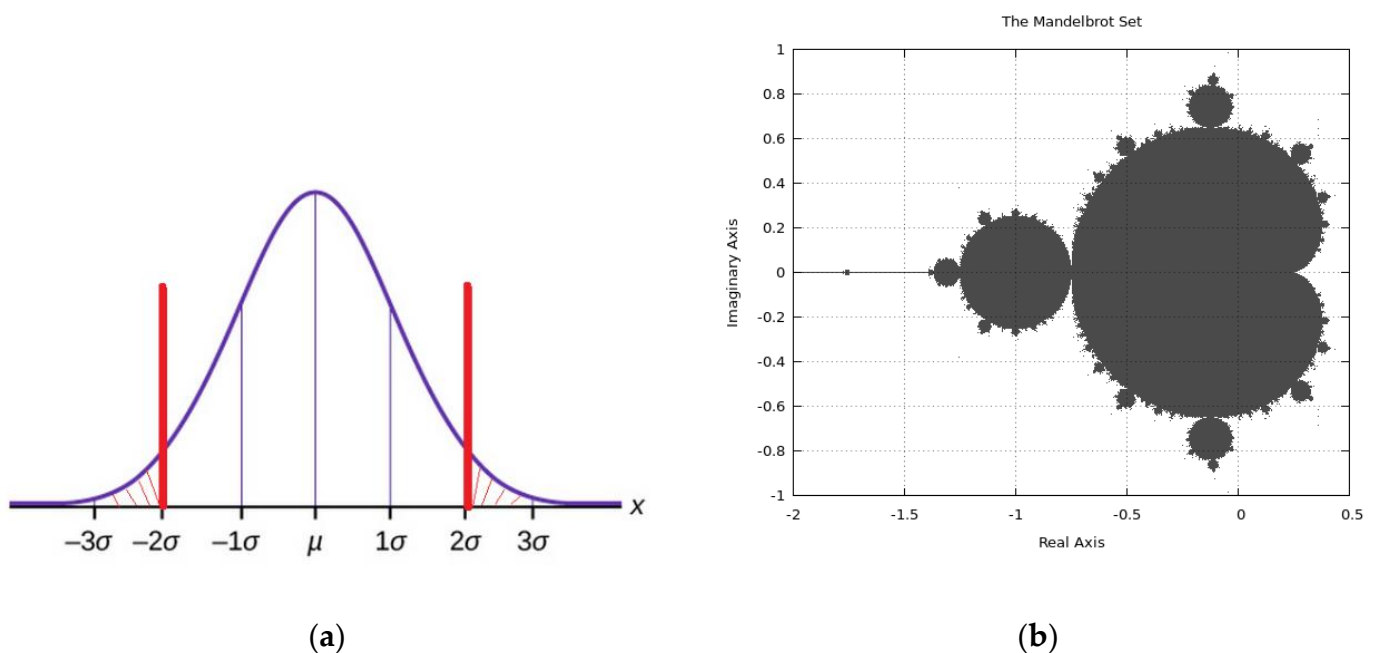 x
−3σ −2σ −1σ μ 1σ 2σ 3σ
(a)
The Mandelbrot Set
1
0.8
0.6
0.4
0.2
0
-0.2
-0.4
-0.6
-0.8
-1
Imaginary Axis
-2 -1.5 -1 -0.5 0 0.5
Real Axis
(b)